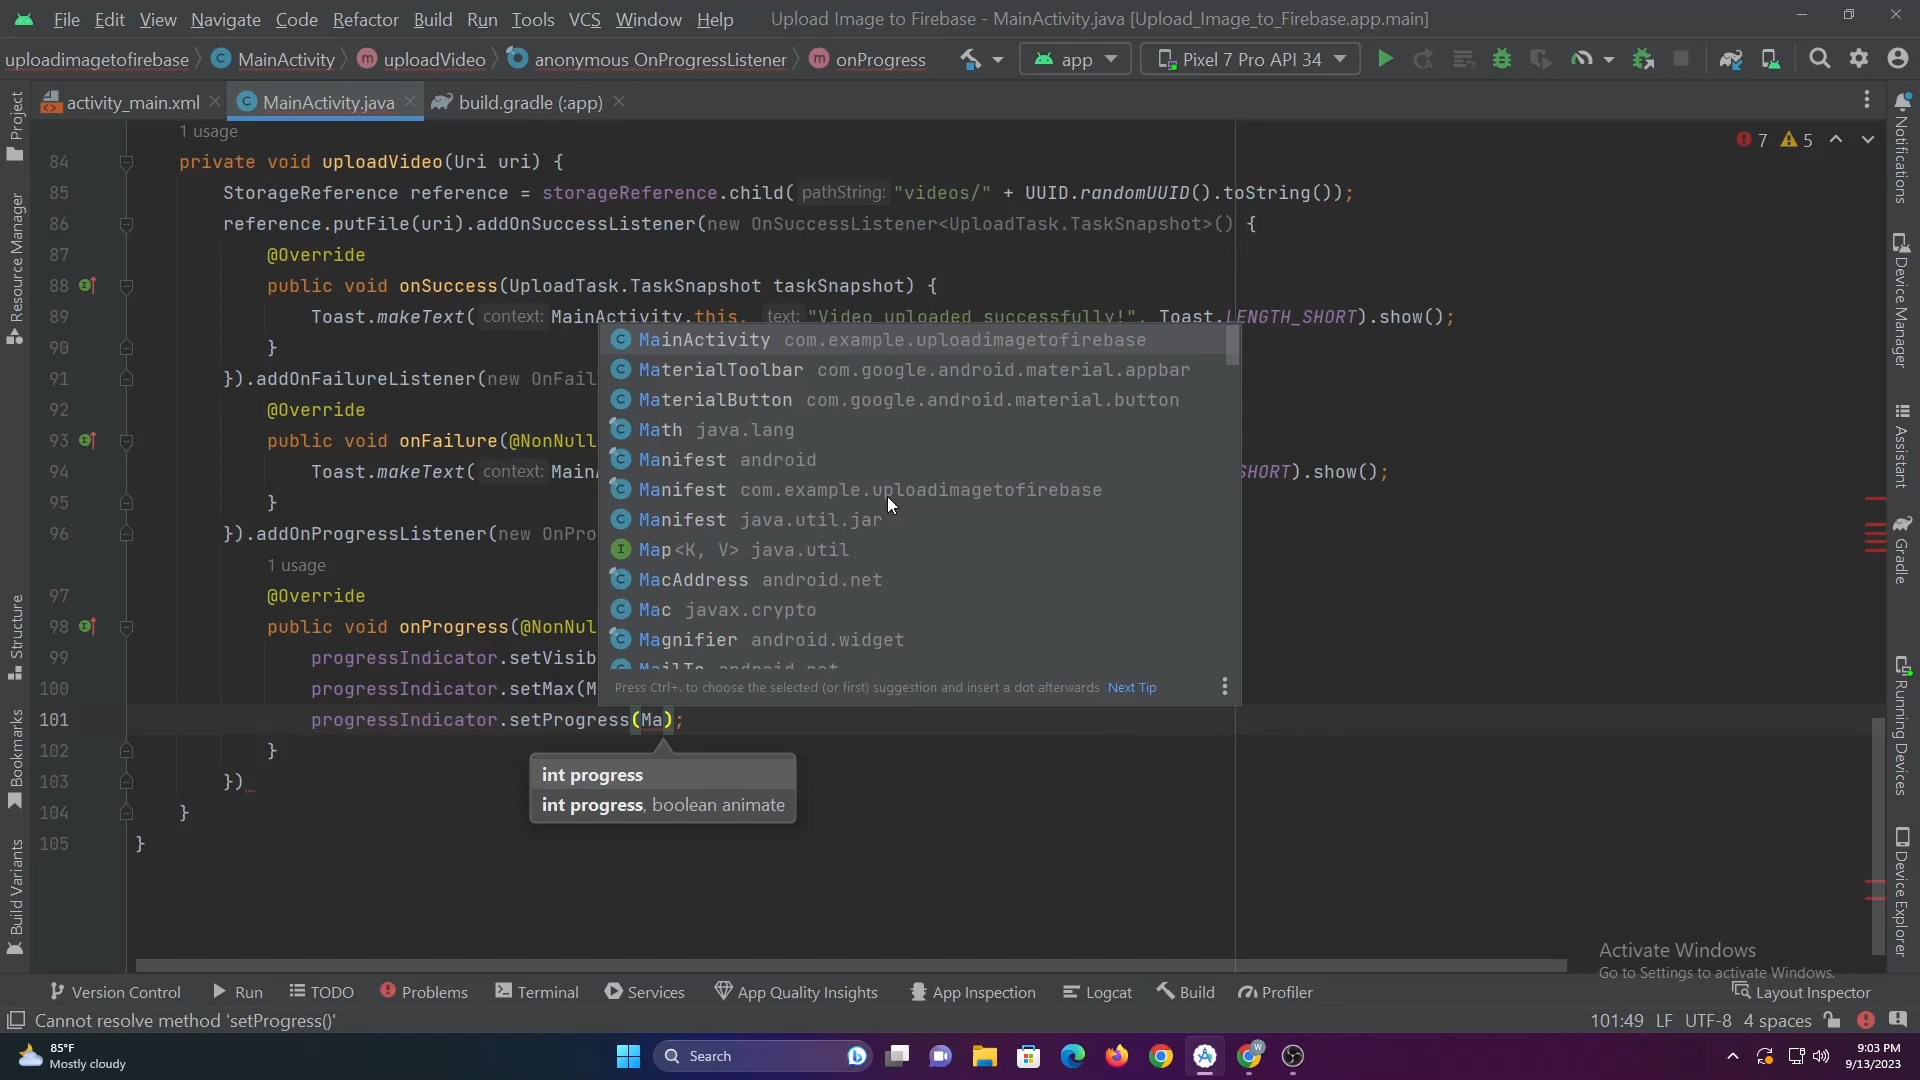 File Edit View Navigate Code Refactor Build Run Tools VCS Window Help Upload Image to Firebase - MainActivity.java [Upload_Image_to_Firebase.app.main]
uploadimagetofirebase MainActivity uploadVideo anonymous OnProgressListener onProgress app Pixel 7 Pro API 34
activity_main.xml MainActivity.java build.gradle (:app)
1 usage
7 5
84 private void uploadVideo(Uri uri) {
85 StorageReference reference = storageReference.child( pathString: "videos/" + UUID.randomUUID().toString());
86 reference.putFile(uri).addOnSuccessListener(new OnSuccessListener<UploadTask.TaskSnapshot>() {
87 @Override
88 public void onSuccess(UploadTask.TaskSnapshot taskSnapshot) {
89 Toast.makeText( context: MainActivity.this, text: "Video uploaded successfully!", Toast.LENGTH_SHORT).show();
90 }
91 }).addOnFailureListener(new OnFail
92 @Override
93 public void onFailure(@NonNull
94 Toast.makeText( context: MainA SHORT).show();
95 }
96 }).addOnProgressListener(new OnPro
1 usage
97 @Override
98 public void onProgress(@NonNul
99 progressIndicator.setVisib
100 progressIndicator.setMax(M
101 progressIndicator.setProgress(Ma);
102 }
103 })
104 }
105 }
MainActivity com.example.uploadimagetofirebase
MaterialToolbar com.google.android.material.appbar
MaterialButton com.google.android.material.button
Math java.lang
Manifest android
Manifest com.example.uploadimagetofirebase
Manifest java.util.jar
Map<K, V> java.util
MacAddress android.net
Mac javax.crypto
Magnifier android.widget
MailTo android.net
Press Ctrl+. to choose the selected (or first) suggestion and insert a dot afterwards Next Tip
int progress
int progress, boolean animate
Project
Resource Manager
Structure
Bookmarks
Build Variants
Notifications
Device Manager
Assistant
Gradle
Running Devices
Device Explorer
Activate Windows
Go to Settings to activate Windows.
Version Control Run TODO Problems Terminal Services App Quality Insights App Inspection Logcat Build Profiler Layout Inspector
Cannot resolve method 'setProgress()' 101:49 LF UTF-8 4 spaces
85°F
Mostly cloudy
Search
9:03 PM
9/13/2023